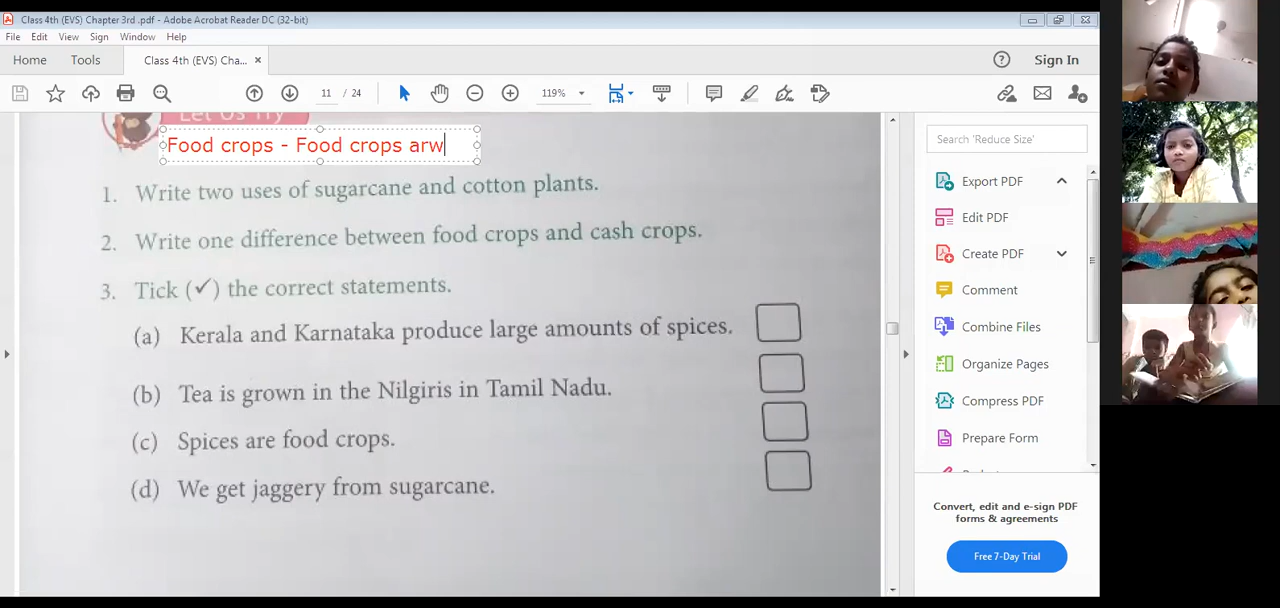 Class 4th (EVS) Chapter 3rd .pdf - Adobe Acrobat Reader DC (32-bit)
File Edit View Sign Window Help
Home Tools Class 4th (EVS) Cha... × Sign In
11 / 24 119%
Let Us Try
Food crops - Food crops arw
1. Write two uses of sugarcane and cotton plants.
2. Write one difference between food crops and cash crops.
3. Tick (✓) the correct statements.
(a) Kerala and Karnataka produce large amounts of spices.
(b) Tea is grown in the Nilgiris in Tamil Nadu.
(c) Spices are food crops.
(d) We get jaggery from sugarcane.
Search 'Reduce Size'
Export PDF
Edit PDF
Create PDF
Comment
Combine Files
Organize Pages
Compress PDF
Prepare Form
Convert, edit and e-sign PDF
forms & agreements
Free 7-Day Trial